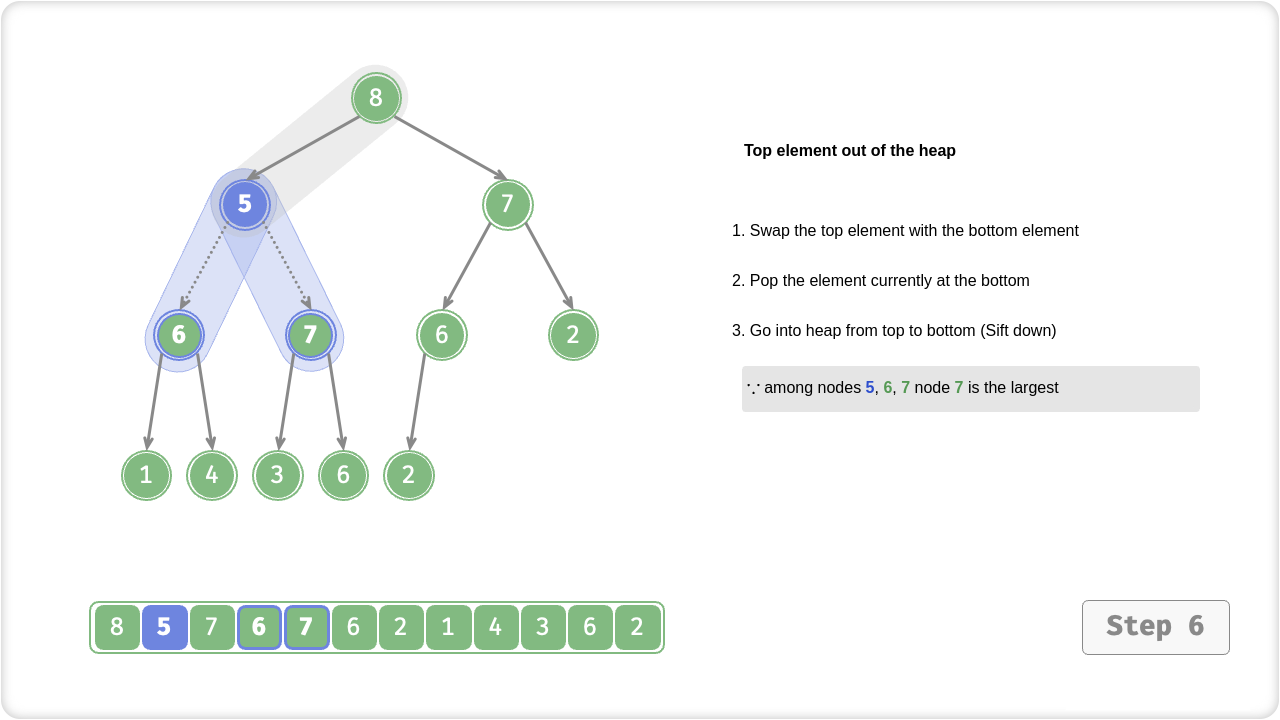 8
Top element out of the heap
5
7
1. Swap the top element with the bottom element
2. Pop the element currently at the bottom
6
7
6
2
3. Go into heap from top to bottom (Sift down)
∵ among nodes 5, 6, 7 node 7 is the largest
1
4
3
6
2
8 5 7 6 7 6 2 1 4 3 6 2
Step 6